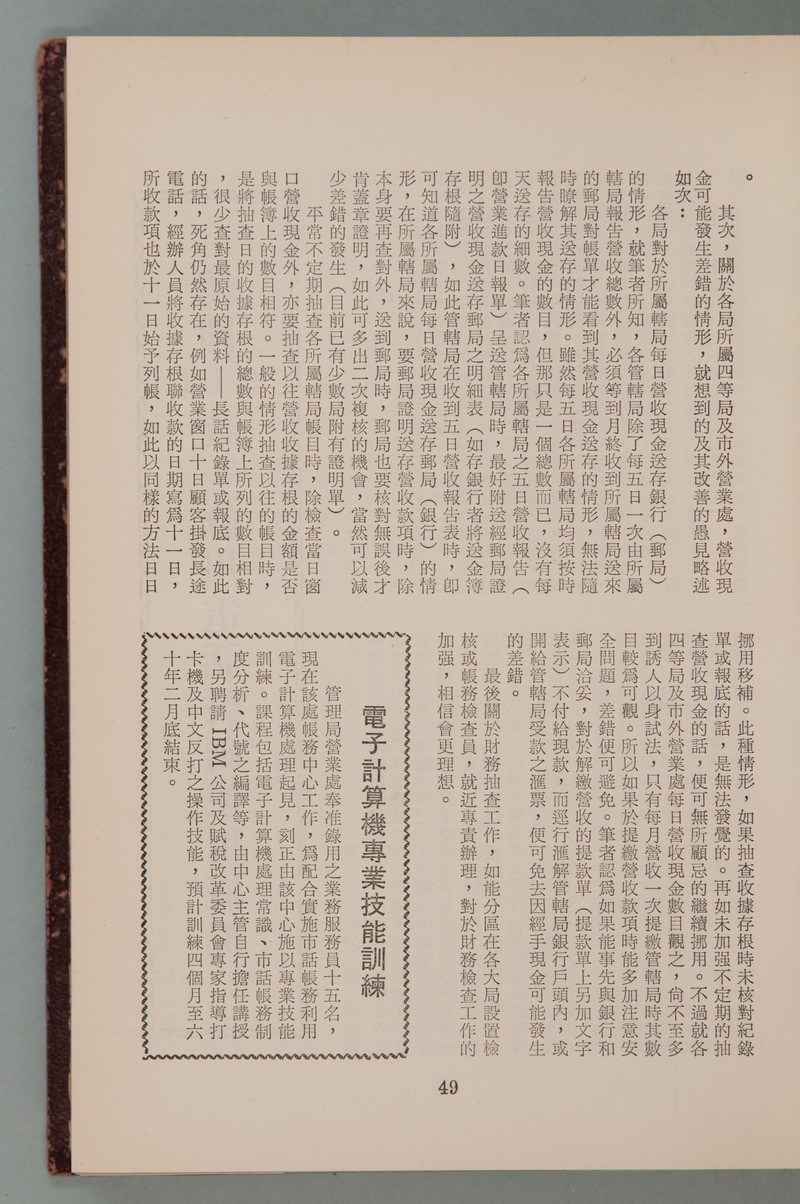 。
其次，關於各局所屬四等局及市外營業處，營收現
金可能發生差錯的情形，就想到的及其改善的愚見略述
如次：
各局對於所屬轄局每日營收現金送存銀行（郵局）
的情形，就筆者所知，各管轄局除了每五日一次由所屬
轄局報告營收總數外，必須等到月終收到所屬轄局送來
的郵局對帳單才能看到其營收現金送存的情形，無法隨
時瞭解其送存的情形。雖然每五日各所屬轄局均須按時
報告營收現金的數目，但那只是一個總數而已，沒有每
天送存的細數。筆者認爲各所屬轄局之五日營收報告（
卽營業進款日報單）呈送管轄局時，最好附送經郵局證
明之營收現金送存郵局之明細表（如存銀行者將送金簿
存根隨附），如此管轄局在收到五日營收報告表時，卽
可知道各所屬轄局每日營收現金送存郵局（銀行）的情
形，在所屬轄局來說，要郵局證明送存營收款項時，除
本身要再查對外，送到郵局時，郵局也要核對無誤後才
肯蓋章證明，如此可多出二次複核的機會，當然可以減
少差錯的發生（目前已有少數局附有證明單）。
平常不定期抽查各所屬轄局帳目時，除檢查當日窗
口營收現金外，亦要抽查以往營收收據存根的金額是否
與帳簿上的數目相符。一般的情形抽查以往的帳目時，
是將抽查日的收據存根的總數與帳簿上所列的數目相對
，很少查對最原始的資料——長話紀錄單或報底。如此
的話，死角仍然存在，例如營業窗口十日顧客掛發長途
電話，經辦人員將收據存根聯收款的日期寫爲十一日，
所收款項也於十一日始予列帳，如此以同樣的方法日日
挪用移補。此種情形，如果抽查收據存根時未核對紀錄
單或報底的話，是無法發覺的。再如未加强不定期的抽
查營收現金的話，便可無所顧忌的繼續挪用。不過就各
四等局及市外營業處每日營收現金數目觀之，尙不至多
到誘人以身試法，只有每月營收一次提繳管轄局時其數
目較爲可觀。所以如果於提繳營收款項時能多加注意安
全問題，差錯便可避免。筆者認爲如果能事先與銀行和
郵局洽妥，對於解繳營收的提款單（提款單上另加文字
表示）不付給現款，而逕行滙解管轄局銀行戶頭內，或
開給管轄局受款之滙票，便可免去因經手現金可能發生
的差錯。
最後關於財務抽查工作，如能分區在各大局設置檢
核或帳務檢查員，就近專責辦理，對於財務檢查工作的
加强，相信會更理想。
電子計算機專業技能訓練
管理局營業處奉准錄用之業務服務員十五名，
現在該處帳務中心工作，爲配合實施市話帳務利用
電子計算機處理起見，刻正由該中心施以專業技能
訓練。課程包括電子計算機處理常識、市話帳務制
度分析、代號之編譯等，由中心主管自行擔任講授
，另聘請 IBM 公司及賦稅改革委員會專家指導打
卡機及中文反打之操作技能，預計訓練四個月至六
十年二月底結束。
49